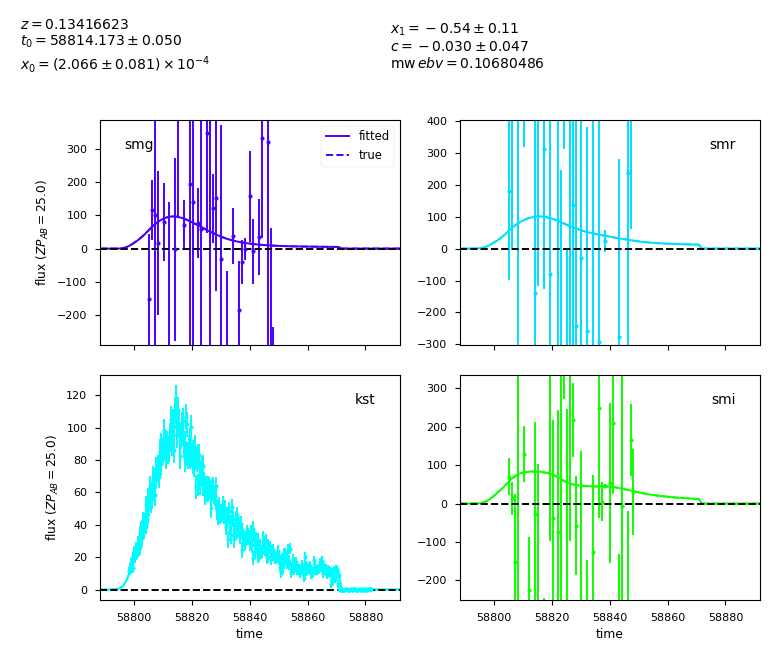 z = 0.13416623
t₀ = 58814.173 ± 0.050
x₀ = (2.066 ± 0.081) × 10⁻⁴
x₁ = −0.54 ± 0.11
c = −0.030 ± 0.047
mw ebv = 0.10680486
smg
fitted
true
300
200
100
0
−100
−200
flux (ZP_AB = 25.0)
smr
400
300
200
100
0
−100
−200
−300
kst
120
100
80
60
40
20
0
flux (ZP_AB = 25.0)
58800 58820 58840 58860 58880
time
smi
300
200
100
0
−100
−200
58800 58820 58840 58860 58880
time